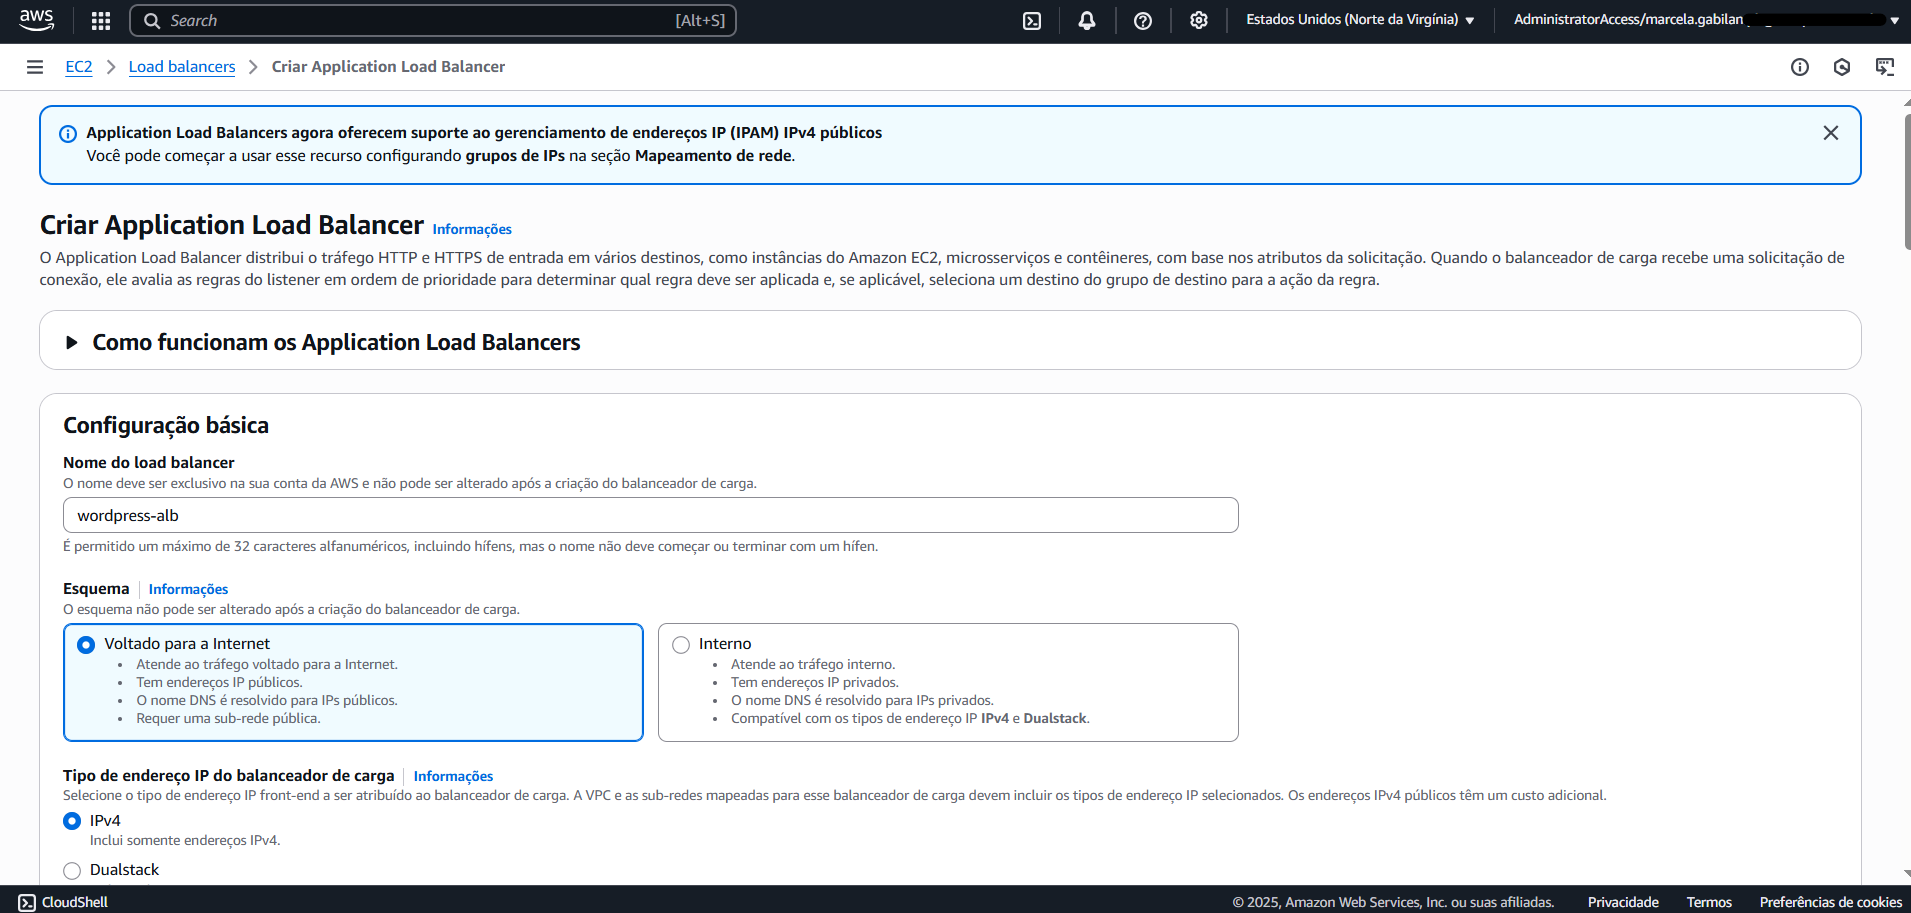 aws
Search [Alt+S]
Estados Unidos (Norte da Virgínia)
AdministratorAccess/marcela.gabilan
EC2 > Load balancers > Criar Application Load Balancer
Application Load Balancers agora oferecem suporte ao gerenciamento de endereços IP (IPAM) IPv4 públicos
Você pode começar a usar esse recurso configurando grupos de IPs na seção Mapeamento de rede.
Criar Application Load Balancer Informações
O Application Load Balancer distribui o tráfego HTTP e HTTPS de entrada em vários destinos, como instâncias do Amazon EC2, microsserviços e contêineres, com base nos atributos da solicitação. Quando o balanceador de carga recebe uma solicitação de
conexão, ele avalia as regras do listener em ordem de prioridade para determinar qual regra deve ser aplicada e, se aplicável, seleciona um destino do grupo de destino para a ação da regra.
Como funcionam os Application Load Balancers
Configuração básica
Nome do load balancer
O nome deve ser exclusivo na sua conta da AWS e não pode ser alterado após a criação do balanceador de carga.
wordpress-alb
É permitido um máximo de 32 caracteres alfanuméricos, incluindo hífens, mas o nome não deve começar ou terminar com um hífen.
Esquema Informações
O esquema não pode ser alterado após a criação do balanceador de carga.
Voltado para a Internet
• Atende ao tráfego voltado para a Internet.
• Tem endereços IP públicos.
• O nome DNS é resolvido para IPs públicos.
• Requer uma sub-rede pública.
Interno
• Atende ao tráfego interno.
• Tem endereços IP privados.
• O nome DNS é resolvido para IPs privados.
• Compatível com os tipos de endereço IP IPv4 e Dualstack.
Tipo de endereço IP do balanceador de carga Informações
Selecione o tipo de endereço IP front-end a ser atribuído ao balanceador de carga. A VPC e as sub-redes mapeadas para esse balanceador de carga devem incluir os tipos de endereço IP selecionados. Os endereços IPv4 públicos têm um custo adicional.
IPv4
Inclui somente endereços IPv4.
Dualstack
CloudShell
© 2025, Amazon Web Services, Inc. ou suas afiliadas. Privacidade Termos Preferências de cookies